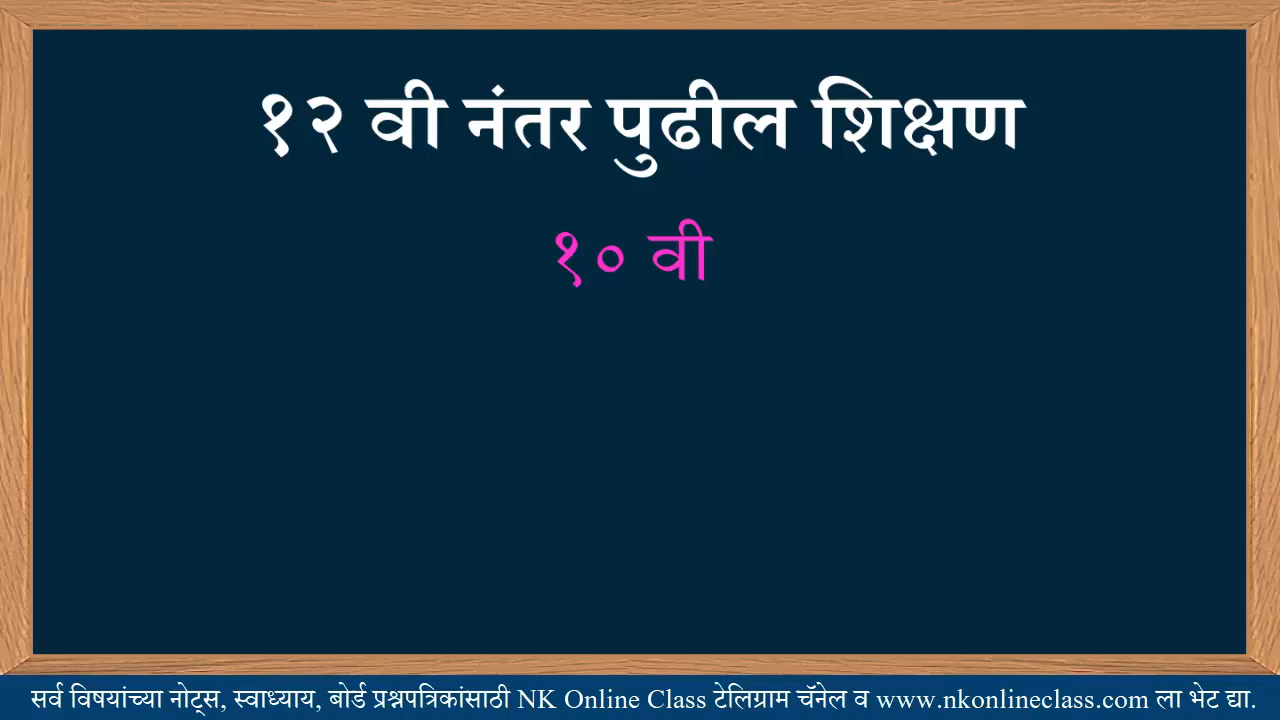 १२ वी नंतर पुढील शिक्षण
१० वी
सर्व विषयांच्या नोट्स, स्वाध्याय, बोर्ड प्रश्नपत्रिकांसाठी NK Online Class टेलिग्राम चॅनेल व www.nkonlineclass.com ला भेट द्या.